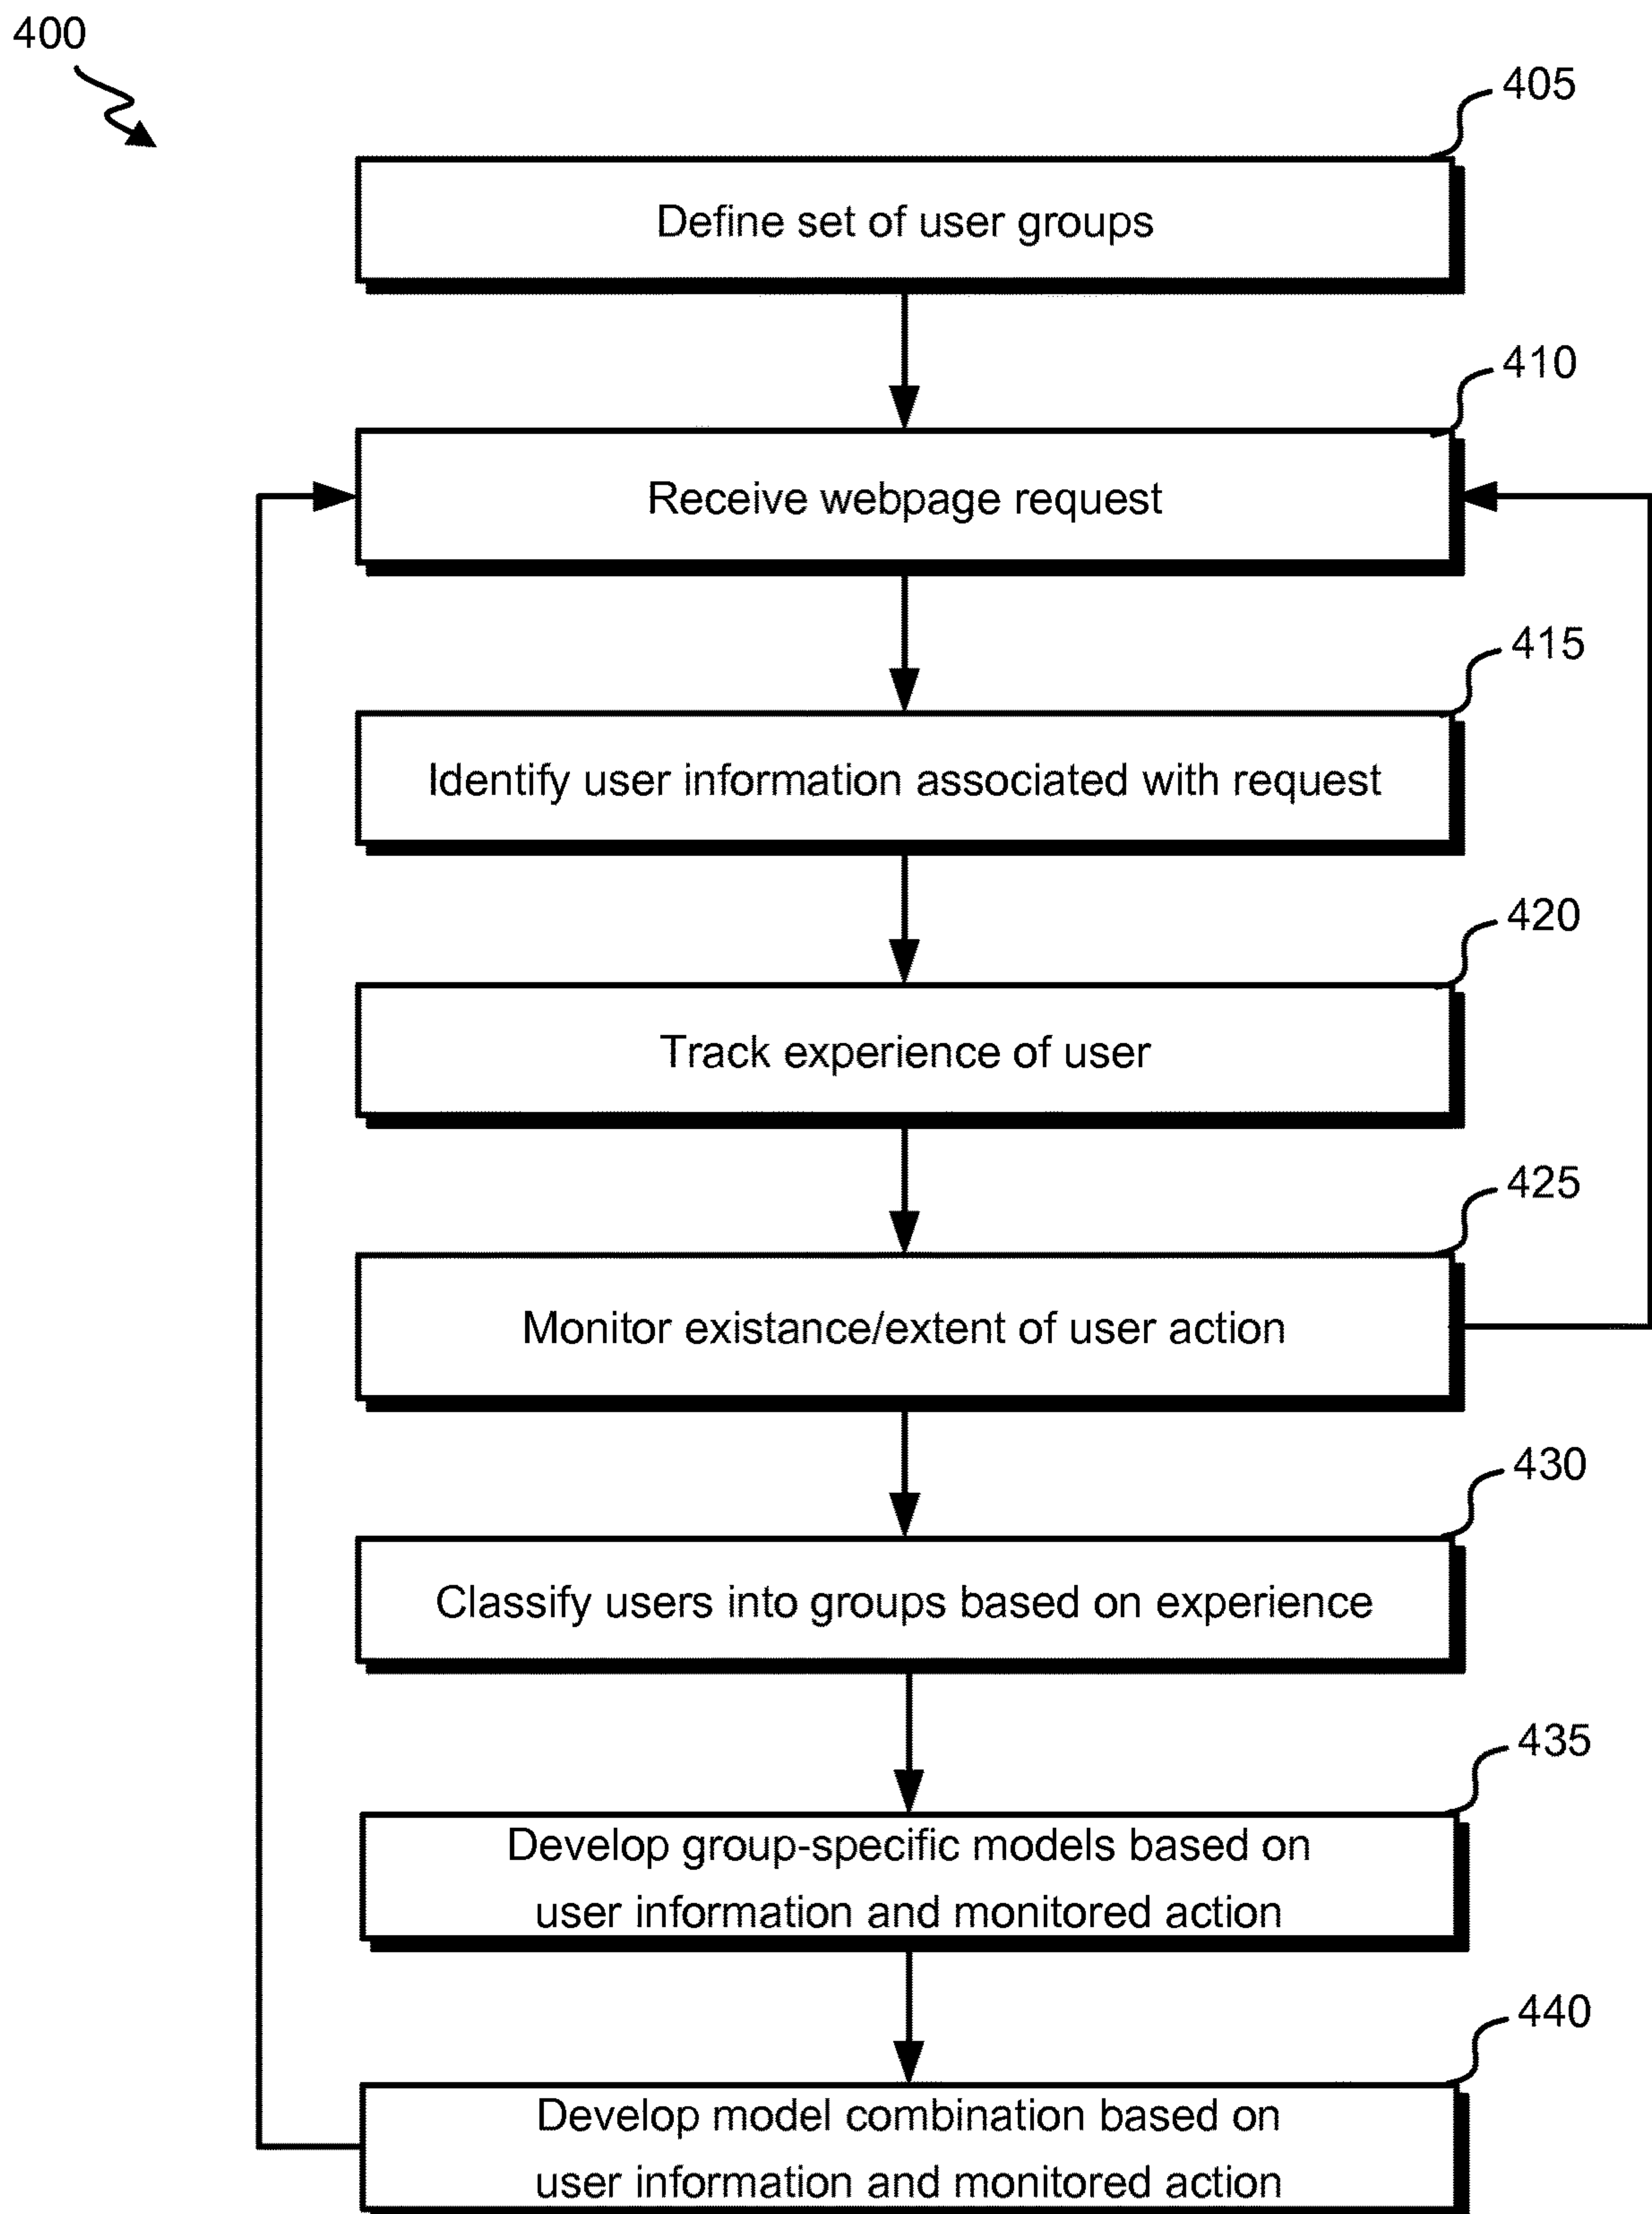 400
405
Define set of user groups
410
Receive webpage request
415
Identify user information associated with request
420
Track experience of user
425
Monitor existance/extent of user action
430
Classify users into groups based on experience
435
Develop group-specific models based on
user information and monitored action
440
Develop model combination based on
user information and monitored action